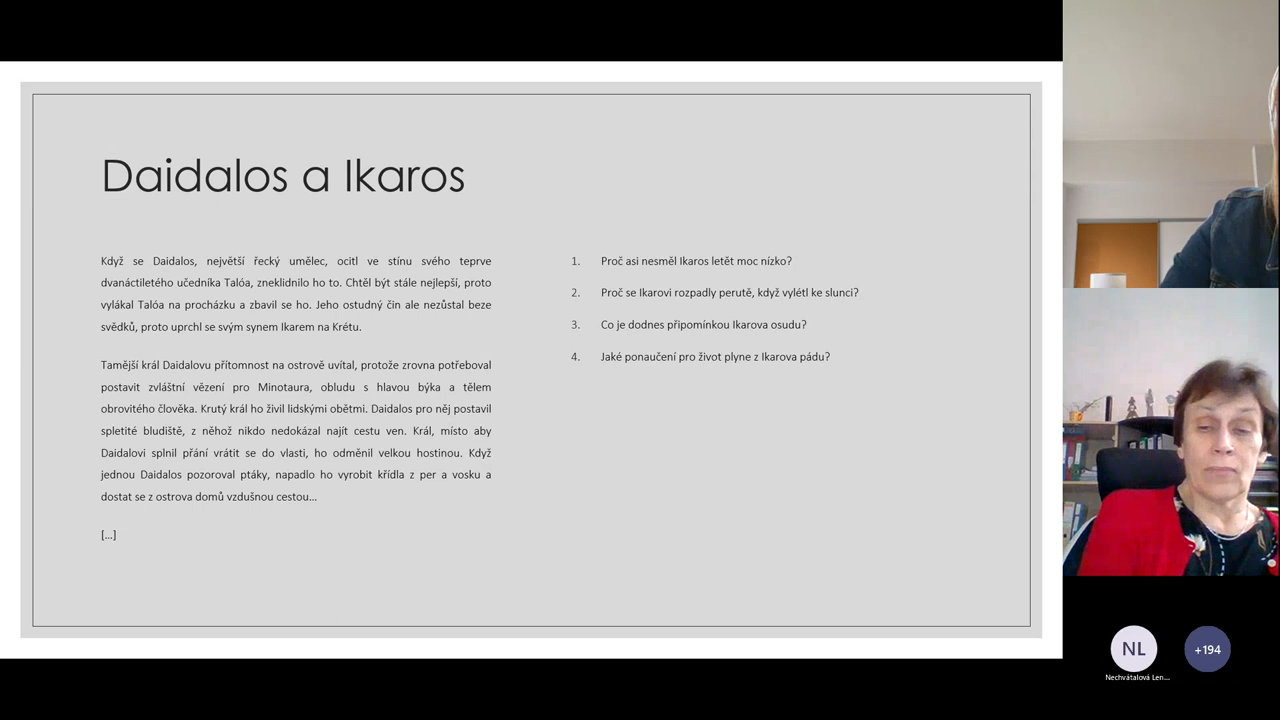 Daidalos a Ikaros
Když se Daidalos, největší řecký umělec, ocitl ve stínu svého teprve
dvanáctiletého učedníka Talóa, zneklidnilo ho to. Chtěl být stále nejlepší, proto
vylákal Talóa na procházku a zbavil se ho. Jeho ostudný čin ale nezůstal beze
svědků, proto uprchl se svým synem Ikarem na Krétu.
Tamější král Daidalovu přítomnost na ostrově uvítal, protože zrovna potřeboval
postavit zvláštní vězení pro Minotaura, obludu s hlavou býka a tělem
obrovitého člověka. Krutý král ho živil lidskými obětmi. Daidalos pro něj postavil
spletité bludiště, z něhož nikdo nedokázal najít cestu ven. Král, místo aby
Daidalovi splnil přání vrátit se do vlasti, ho odměnil velkou hostinou. Když
jednou Daidalos pozoroval ptáky, napadlo ho vyrobit křídla z per a vosku a
dostat se z ostrova domů vzdušnou cestou…
[…]
1. Proč asi nesměl Ikaros letět moc nízko?
2. Proč se Ikarovi rozpadly perutě, když vylétl ke slunci?
3. Co je dodnes připomínkou Ikarova osudu?
4. Jaké ponaučení pro život plyne z Ikarova pádu?
NL
+194
Nechvátalová Len...